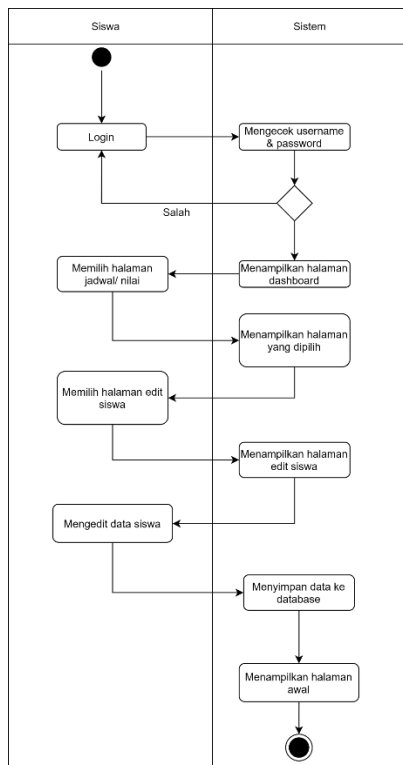 Siswa
Sistem
Login
Mengecek username
& password
Salah
Memilih halaman
jadwal/ nilai
Menampilkan halaman
dashboard
Menampilkan halaman
yang dipilih
Memilih halaman edit
siswa
Menampilkan halaman
edit siswa
Mengedit data siswa
Menyimpan data ke
database
Menampilkan halaman
awal